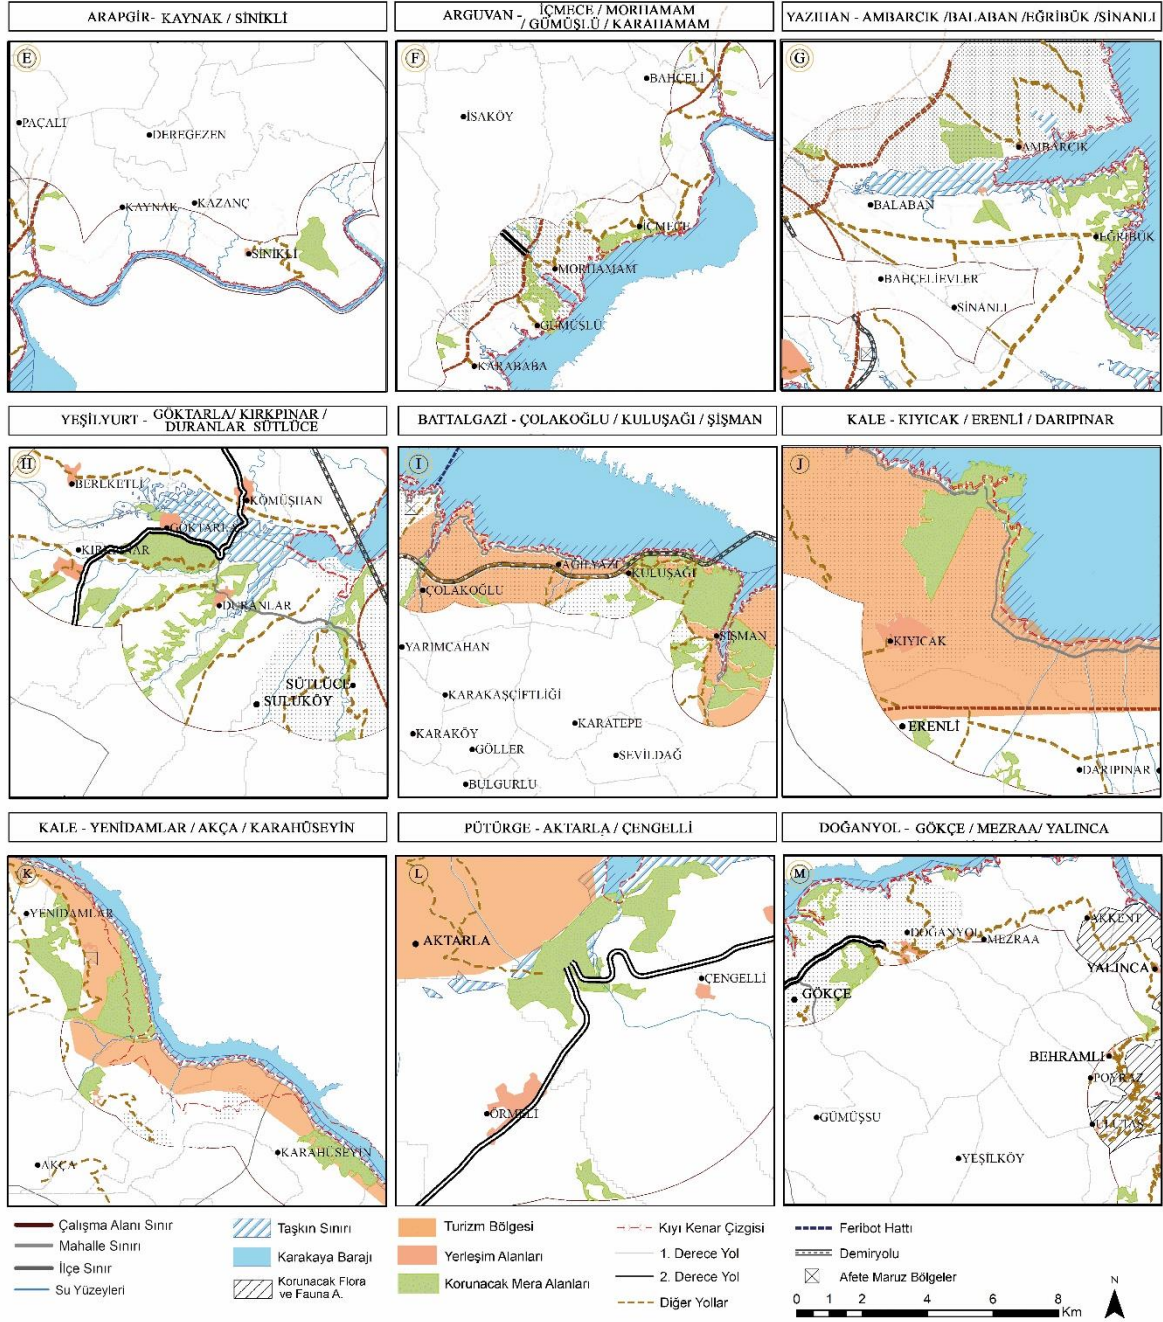 ARAPGİR- KAYNAK / SİNİKLİ
ARGUVAN - İÇMECE / MORHAMAM
/ GÜMÜŞLÜ / KARAHAMAM
YAZIHAN - AMBARCIK /BALABAN /EĞRİBÜK /SİNANLI
E
PAÇALI
DEREGEZEN
KAYNAK
KAZANÇ
SİNİKLİ
F
BAHÇELİ
İSAKÖY
İÇMECE
MORHAMAM
GÜMÜŞLÜ
KARABABA
G
AMBARCIK
BALABAN
EĞRİBÜK
BAHÇELİEVLER
SİNANLI
YEŞİLYURT - GÖKTARLA/ KIRKPINAR /
DURANLAR SÜTLÜCE
BATTALGAZİ - ÇOLAKOĞLU / KULUŞAĞI / ŞİŞMAN
KALE - KIYICAK / ERENLİ / DARIPINAR
H
BEREKETLİ
KÖMÜŞHAN
GÖKTARLA
KIRKPINAR
DURANLAR
SÜTLÜCE
SULUKÖY
I
AĞILYAZI
KULUŞAĞI
ÇOLAKOĞLU
ŞİŞMAN
YARIMCAHAN
KARAKAŞÇİFTLİĞİ
KARATEPE
KARAKÖY
GÖLLER
SEVİLDAĞ
BULGURLU
J
KIYICAK
ERENLİ
DARIPINAR
KALE - YENİDAMLAR / AKÇA / KARAHÜSEYİN
PÜTÜRGE - AKTARLA / ÇENGELLİ
DOĞANYOL - GÖKÇE / MEZRAA/ YALINCA
K
YENİDAMLAR
KARAHÜSEYİN
AKÇA
L
AKTARLA
ÇENGELLİ
ÖRMELİ
M
AKKENT
DOĞANYOL
MEZRAA
YALINCA
GÖKÇE
BEHRAMLI
POYRAZ
GÜMÜŞSU
ULUTAŞ
YEŞİLKÖY
Çalışma Alanı Sınır
Mahalle Sınırı
İlçe Sınır
Su Yüzeyleri
Taşkın Sınırı
Karakaya Barajı
Korunacak Flora
ve Fauna A.
Turizm Bölgesi
Yerleşim Alanları
Korunacak Mera Alanları
Kıyı Kenar Çizgisi
1. Derece Yol
2. Derece Yol
Diğer Yollar
Feribot Hattı
Demiryolu
Afete Maruz Bölgeler
0 1 2 4 6 8
Km
N